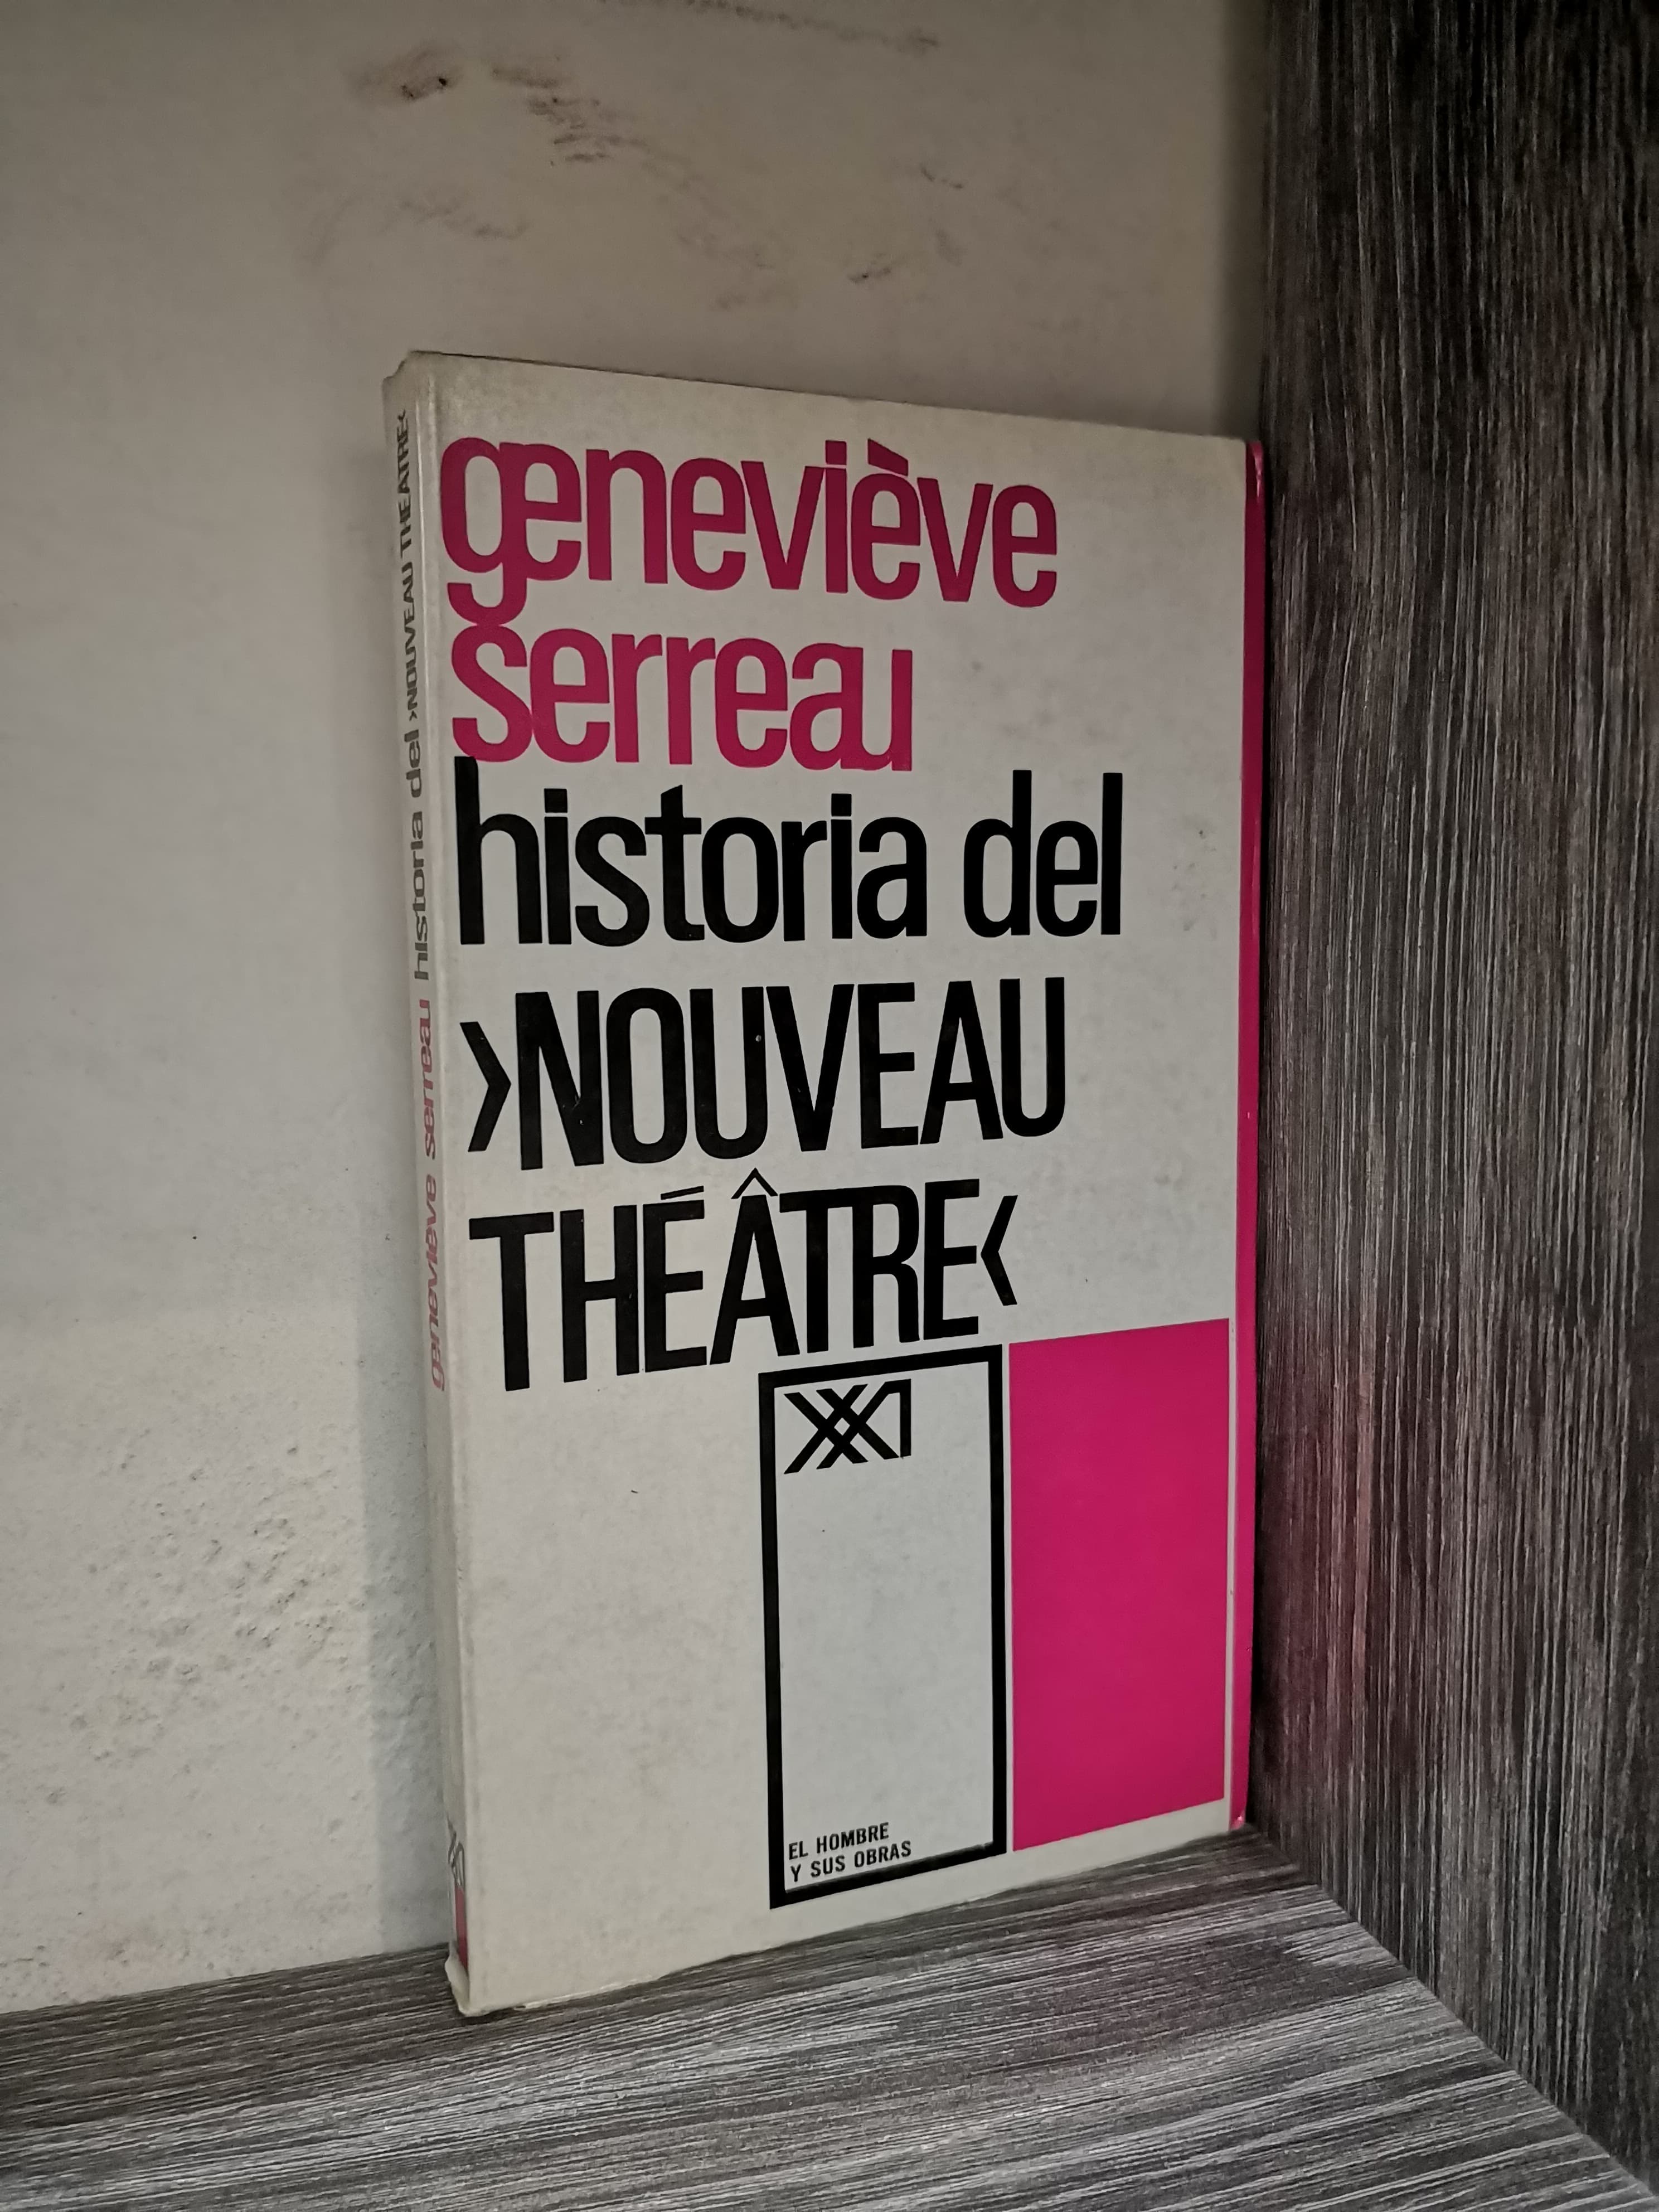 geneviève
serreau
historia del
›NOUVEAU
THÉÂTRE‹
XXI
EL HOMBRE
Y SUS OBRAS
geneviève serreau historia del ›NOUVEAU THÉÂTRE‹